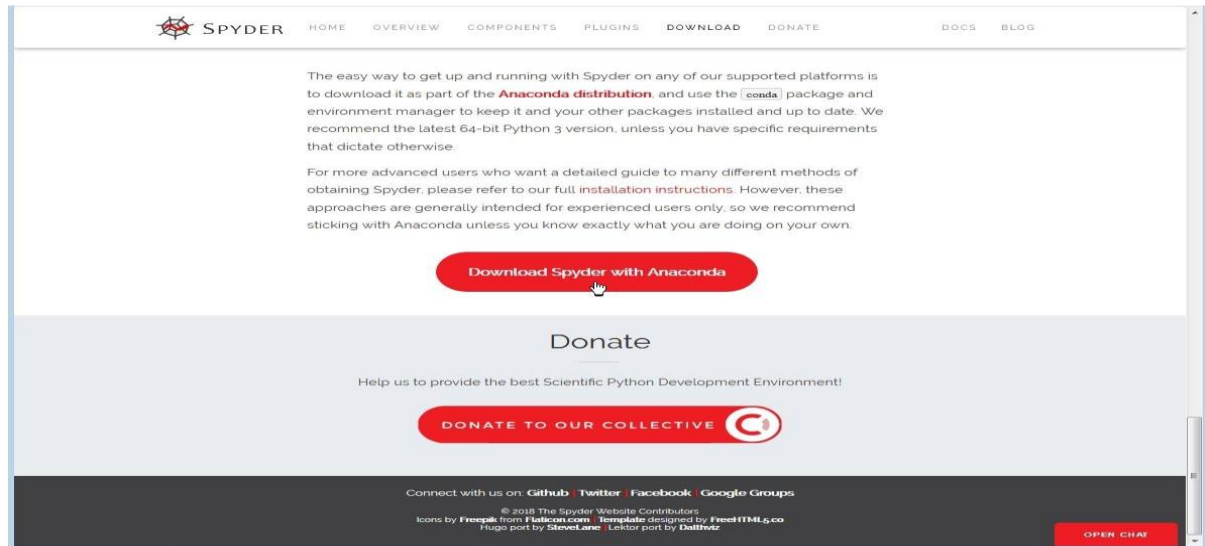 SPYDER HOME OVERVIEW COMPONENTS PLUGINS DOWNLOAD DONATE DOCS BLOG
The easy way to get up and running with Spyder on any of our supported platforms is
to download it as part of the Anaconda distribution, and use the conda package and
environment manager to keep it and your other packages installed and up to date. We
recommend the latest 64-bit Python 3 version, unless you have specific requirements
that dictate otherwise.
For more advanced users who want a detailed guide to many different methods of
obtaining Spyder, please refer to our full installation instructions. However, these
approaches are generally intended for experienced users only, so we recommend
sticking with Anaconda unless you know exactly what you are doing on your own.
Download Spyder with Anaconda
Donate
Help us to provide the best Scientific Python Development Environment!
DONATE TO OUR COLLECTIVE
Connect with us on: Github | Twitter | Facebook | Google Groups
© 2018 The Spyder Website Contributors
Icons by Freepik from Flaticon.com | Template designed by FreeHTML5.co
Hugo port by SteveLane | Lektor port by Dalthviz
OPEN CHAT